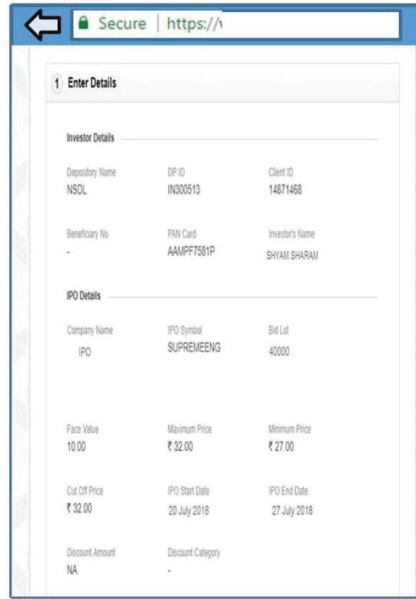 Secure | https://
1 Enter Details
Investor Details
Depository Name DP ID Client ID
NSDL IN300513 14871468
Beneficiary No PAN Card Investor's Name
- AAMPF7561P SHYAM SHARAM
IPO Details
Company Name IPO Symbol Bid Lot
IPO SUPREMEENG 40000
Face Value Maximum Price Minimum Price
10.00 ₹ 32.00 ₹ 27.00
Cut Off Price IPO Start Date IPO End Date
₹ 32.00 20 July 2018 27 July 2018
Discount Amount Discount Category
NA -